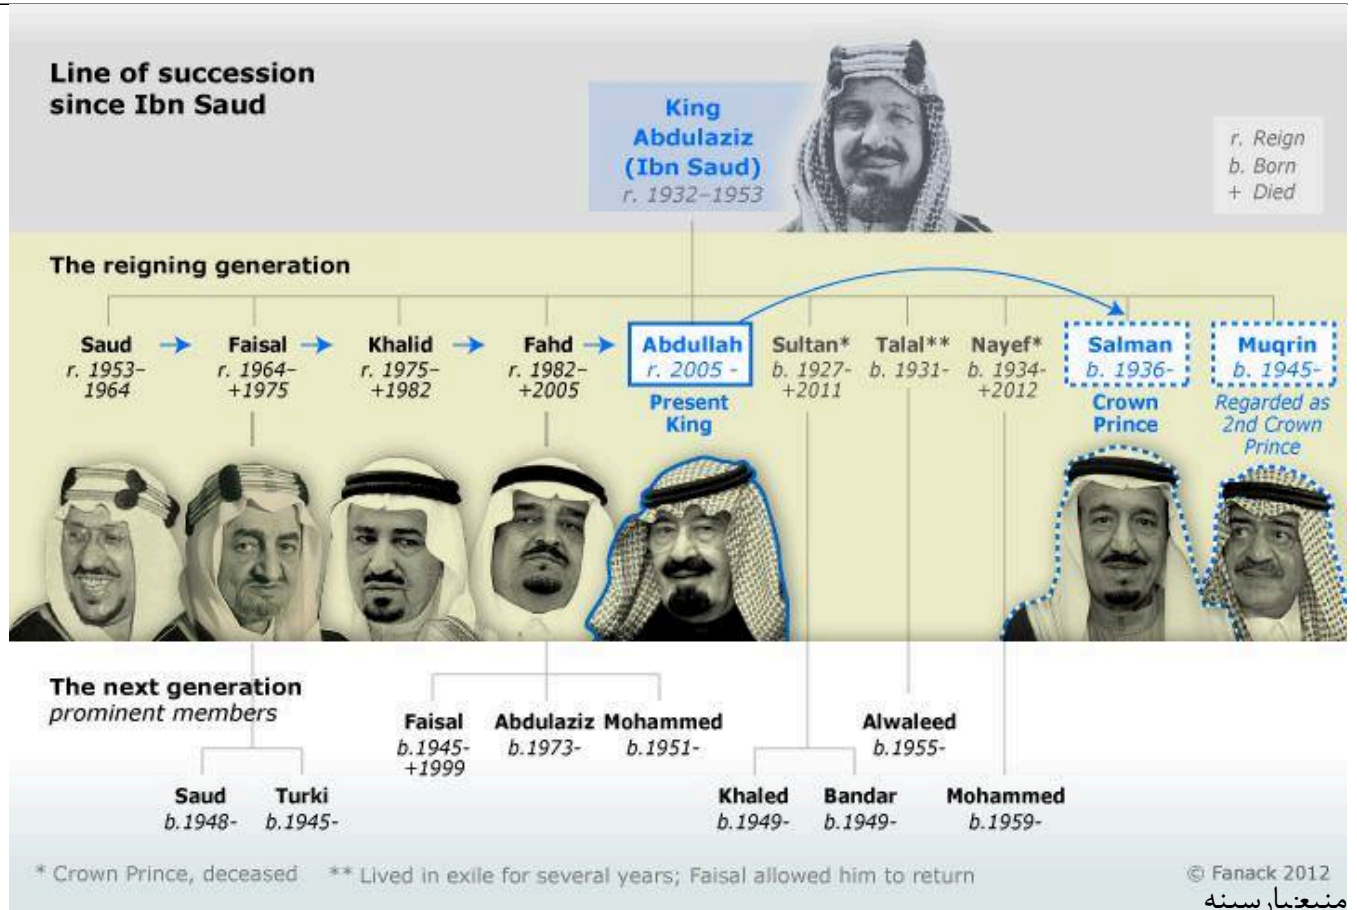 Line of succession
since Ibn Saud
King
Abdulaziz
(Ibn Saud)
r. 1932–1953
r. Reign
b. Born
+ Died
The reigning generation
Saud
r. 1953–
1964
Faisal
r. 1964–
+1975
Khalid
r. 1975–
+1982
Fahd
r. 1982–
+2005
Abdullah
r. 2005 -
Present
King
Sultan*
b. 1927-
+2011
Talal**
b. 1931-
Nayef*
b. 1934-
+2012
Salman
b. 1936-
Crown
Prince
Muqrin
b. 1945-
Regarded as
2nd Crown
Prince
The next generation
prominent members
Faisal
b.1945-
+1999
Abdulaziz
b.1973-
Mohammed
b.1951-
Alwaleed
b.1955-
Saud
b.1948-
Turki
b.1945-
Khaled
b.1949-
Bandar
b.1949-
Mohammed
b.1959-
* Crown Prince, deceased
** Lived in exile for several years; Faisal allowed him to return
© Fanack 2012
منبع:پارسینه